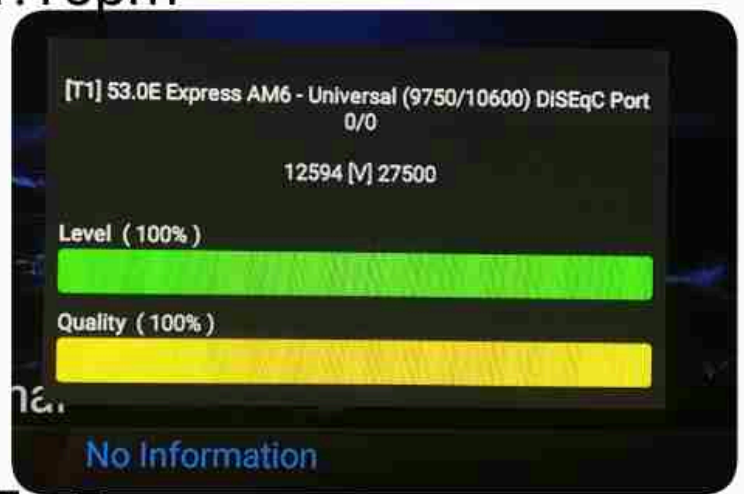 [T1] 53.0E Express AM6 - Universal (9750/10600) DiSEqC Port
0/0
12594 [V] 27500
Level ( 100% )
Quality ( 100% )
No Information